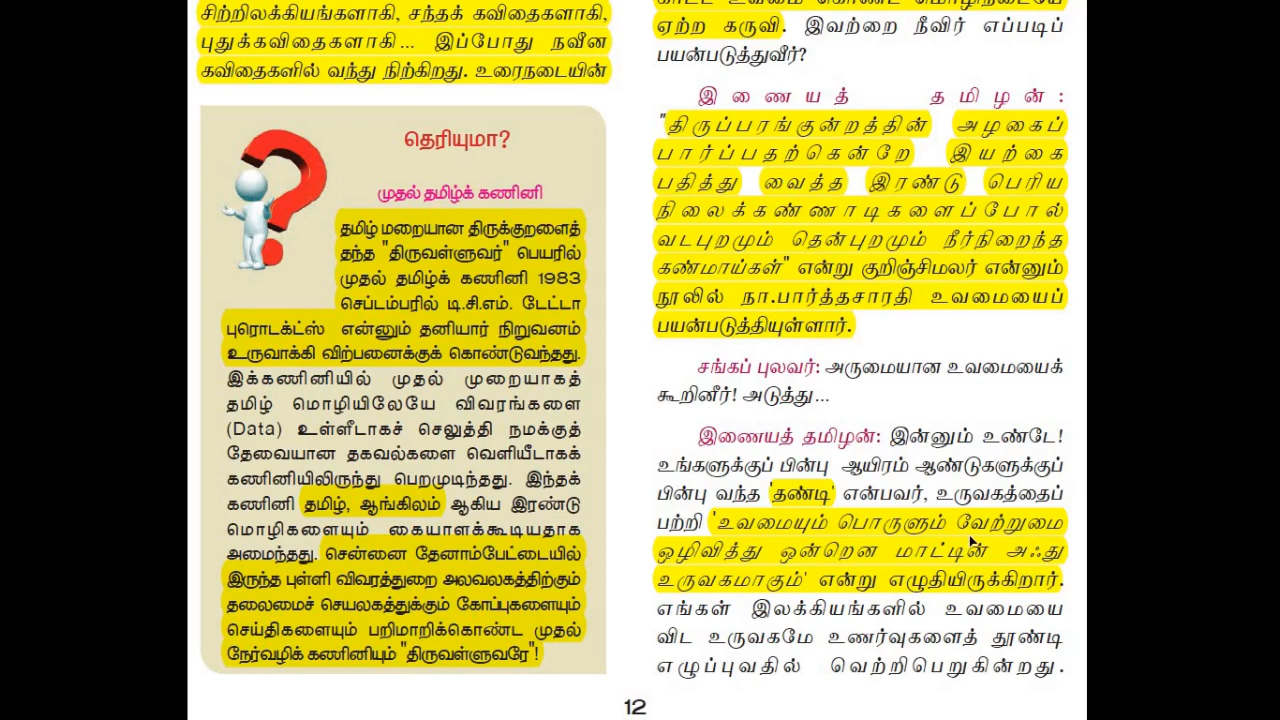 சிற்றிலக்கியங்களாகி, சந்தக் கவிதைகளாகி,
புதுக்கவிதைகளாகி... இப்போது நவீன
கவிதைகளில் வந்து நிற்கிறது. உரைநடையின்
தெரியுமா?
முதல் தமிழ்க் கணினி
தமிழ் மறையான திருக்குறளைத்
தந்த "திருவள்ளுவர்" பெயரில்
முதல் தமிழ்க் கணினி 1983
செப்டம்பரில் டி.சி.எம். டேட்டா
புரொடக்ட்ஸ் என்னும் தனியார் நிறுவனம்
உருவாக்கி விற்பனைக்குக் கொண்டுவந்தது.
இக்கணினியில் முதல் முறையாகத்
தமிழ் மொழியிலேயே விவரங்களை
(Data) உள்ளீடாகச் செலுத்தி நமக்குத்
தேவையான தகவல்களை வெளியீடாகக்
கணினியிலிருந்து பெறமுடிந்தது. இந்தக்
கணினி தமிழ், ஆங்கிலம் ஆகிய இரண்டு
மொழிகளையும் கையாளக்கூடியதாக
அமைந்தது. சென்னை தேனாம்பேட்டையில்
இருந்த புள்ளி விவரத்துறை அலவலகத்திற்கும்
தலைமைச் செயலகத்துக்கும் கோப்புகளையும்
செய்திகளையும் பறிமாறிக்கொண்ட முதல்
நேர்வழிக் கணினியும் "திருவள்ளுவரே"!
ஏற்ற கருவி. இவற்றை நீவிர் எப்படிப்
பயன்படுத்துவீர்?
இணையத் தமிழன்:
"திருப்பரங்குன்றத்தின் அழகைப்
பார்ப்பதற்கென்றே இயற்கை
பதித்து வைத்த இரண்டு பெரிய
நிலைக்கண்ணாடிகளைப்போல்
வடபுறமும் தென்புறமும் நீர்நிறைந்த
கண்மாய்கள்" என்று குறிஞ்சிமலர் என்னும்
நூலில் நா.பார்த்தசாரதி உவமையைப்
பயன்படுத்தியுள்ளார்.
சங்கப் புலவர்: அருமையான உவமையைக்
கூறினீர்! அடுத்து...
இணையத் தமிழன்: இன்னும் உண்டே!
உங்களுக்குப் பின்பு ஆயிரம் ஆண்டுகளுக்குப்
பின்பு வந்த 'தண்டி' என்பவர், உருவகத்தைப்
பற்றி 'உவமையும் பொருளும் வேற்றுமை
ஒழிவித்து ஒன்றென மாட்டின் அஃது
உருவகமாகும்' என்று எழுதியிருக்கிறார்.
எங்கள் இலக்கியங்களில் உவமையை
விட உருவகமே உணர்வுகளைத் தூண்டி
எழுப்புவதில் வெற்றிபெறுகின்றது.
12